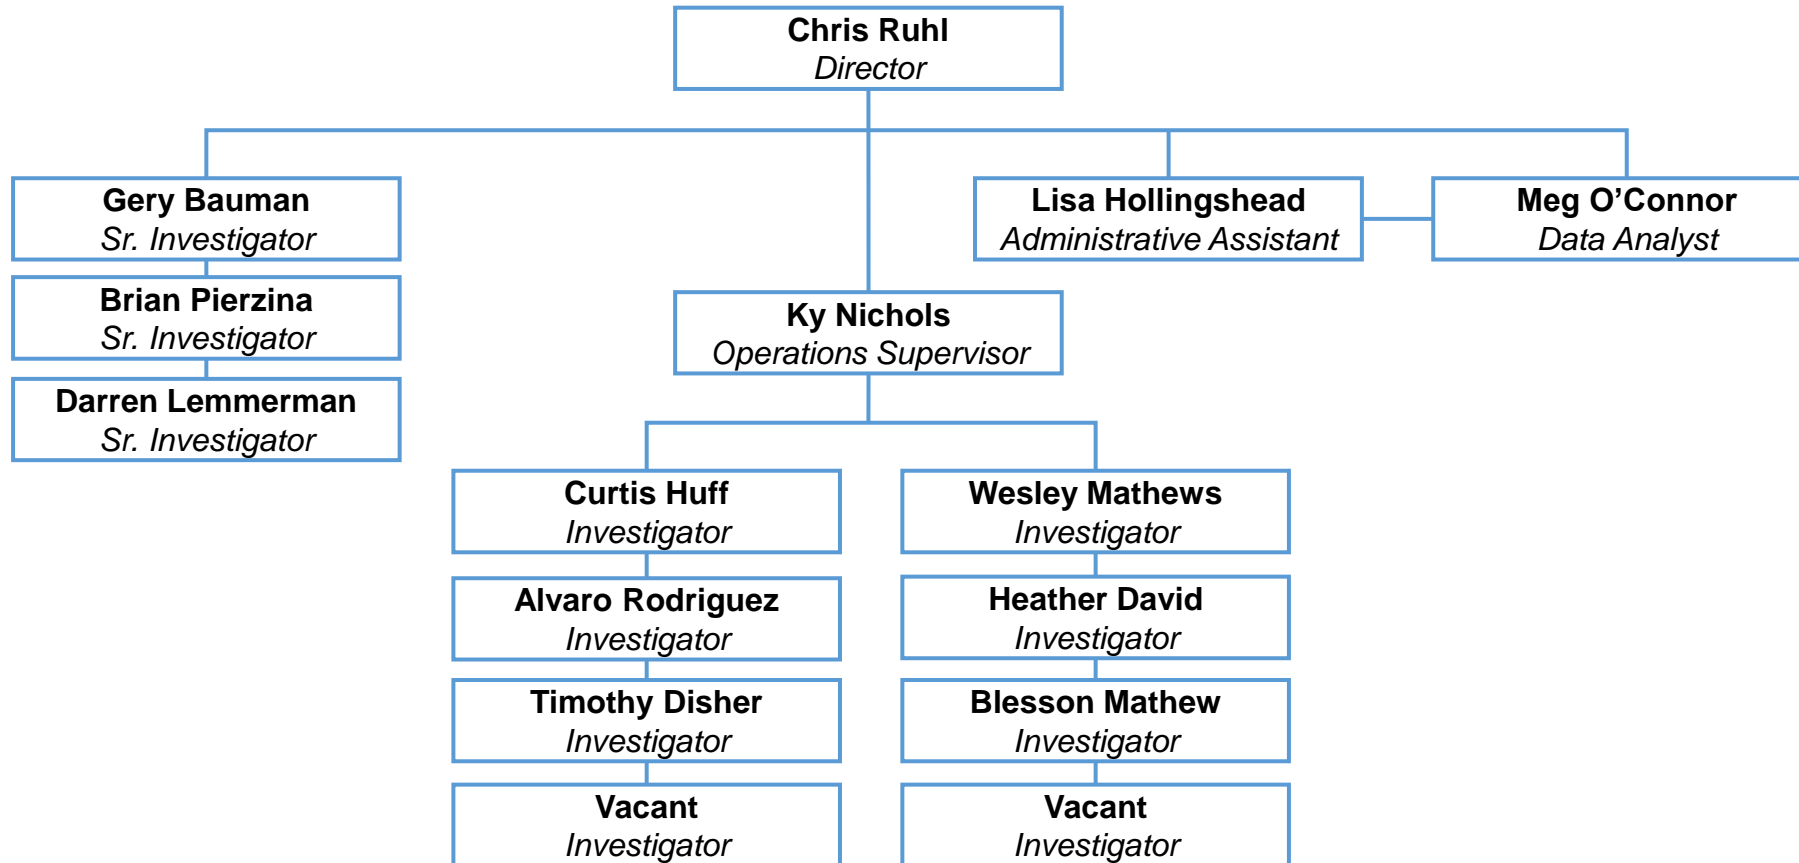 Chris Ruhl
Director
Gery Bauman
Sr. Investigator
Brian Pierzina
Sr. Investigator
Darren Lemmerman
Sr. Investigator
Lisa Hollingshead
Administrative Assistant
Meg O’Connor
Data Analyst
Ky Nichols
Operations Supervisor
Curtis Huff
Investigator
Alvaro Rodriguez
Investigator
Timothy Disher
Investigator
Vacant
Investigator
Wesley Mathews
Investigator
Heather David
Investigator
Blesson Mathew
Investigator
Vacant
Investigator